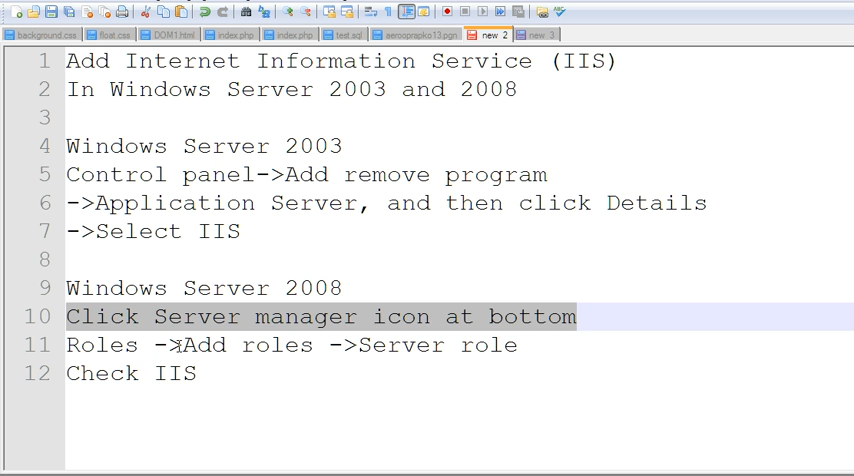 background.css float.css DOM1.html index.php index.php test.sql aerooprapko13.pgn new 2 new 3
1 Add Internet Information Service (IIS)
2 In Windows Server 2003 and 2008
3
4 Windows Server 2003
5 Control panel->Add remove program
6 ->Application Server, and then click Details
7 ->Select IIS
8
9 Windows Server 2008
10 Click Server manager icon at bottom
11 Roles ->Add roles ->Server role
12 Check IIS